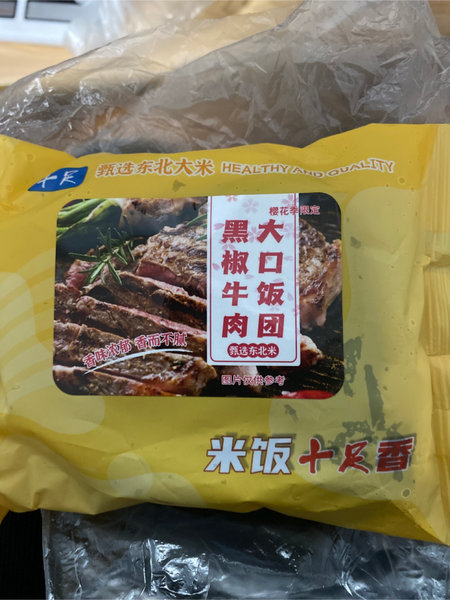 十足 甄选东北大米 HEALTHY AND QUALITY
樱花季限定
大口饭团
黑椒牛肉
甄选东北米
香味浓郁 香而不腻
图片仅供参考
米饭十足香